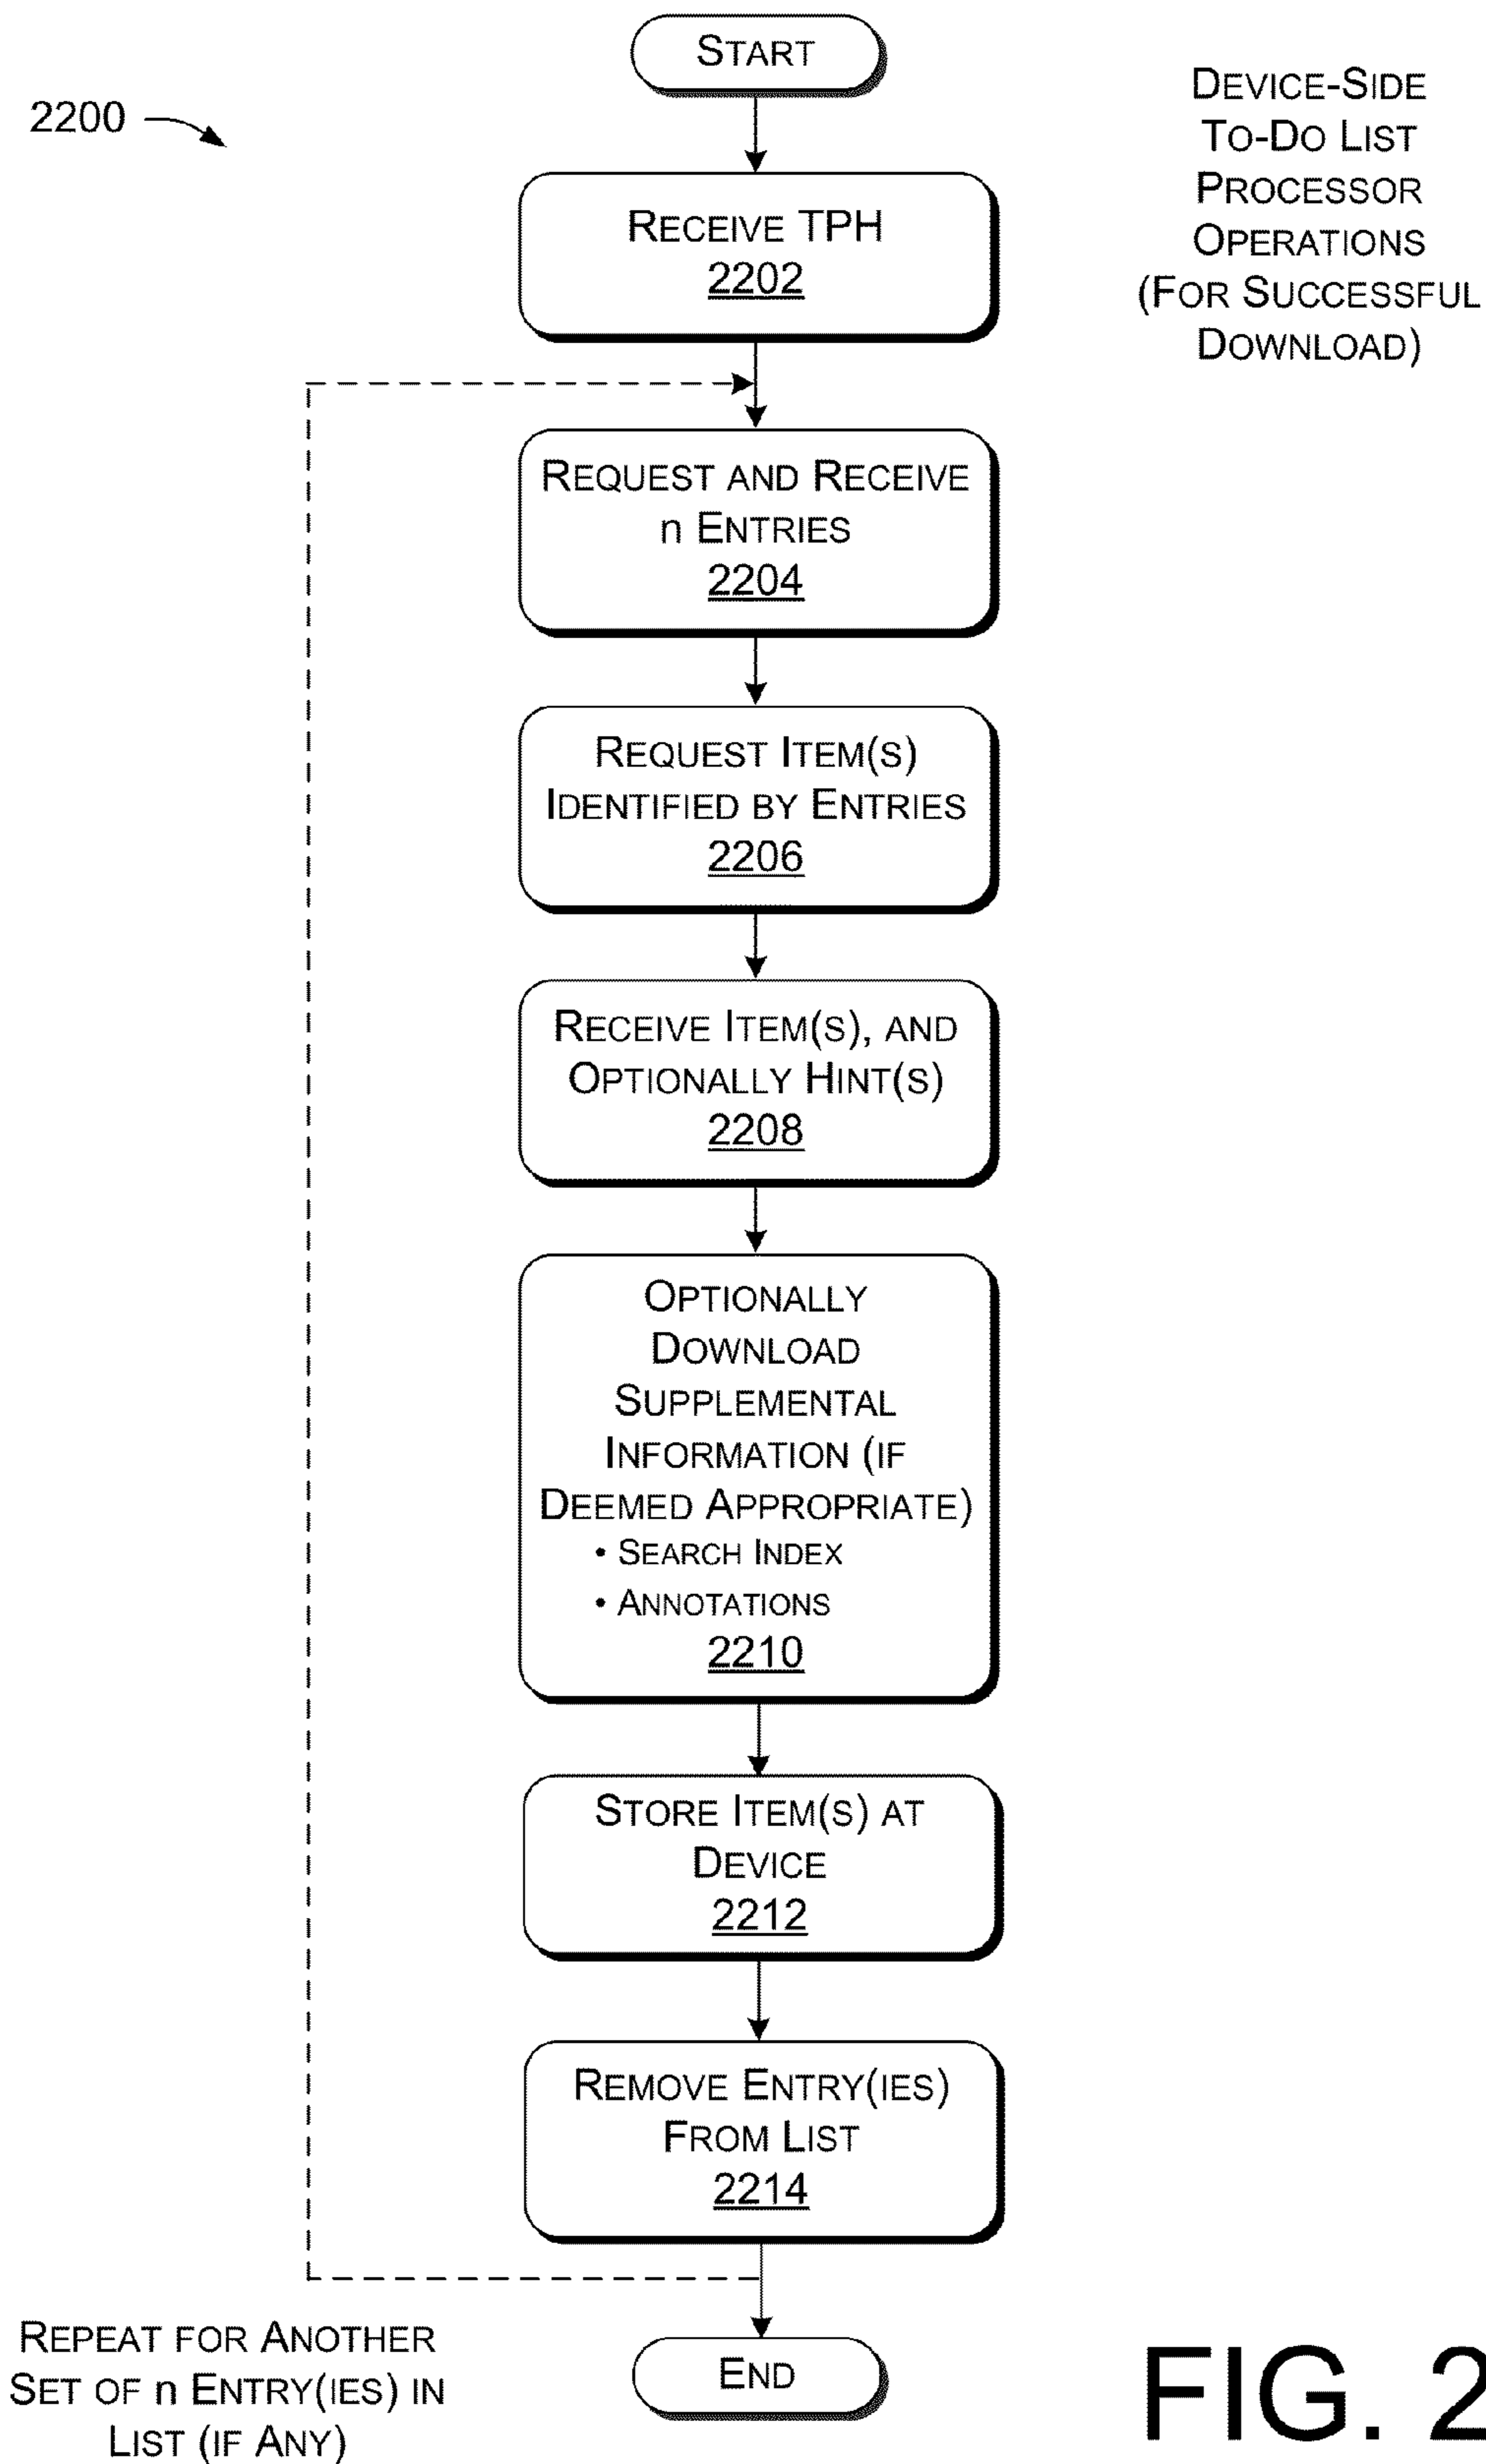 START
2200
DEVICE-SIDE
TO-DO LIST
PROCESSOR
OPERATIONS
(FOR SUCCESSFUL
DOWNLOAD)
RECEIVE TPH
2202
REQUEST AND RECEIVE
n ENTRIES
2204
REQUEST ITEM(S)
IDENTIFIED BY ENTRIES
2206
RECEIVE ITEM(S), AND
OPTIONALLY HINT(S)
2208
OPTIONALLY
DOWNLOAD
SUPPLEMENTAL
INFORMATION (IF
DEEMED APPROPRIATE)
• SEARCH INDEX
• ANNOTATIONS
2210
STORE ITEM(S) AT
DEVICE
2212
REMOVE ENTRY(IES)
FROM LIST
2214
REPEAT FOR ANOTHER
SET OF n ENTRY(IES) IN
LIST (IF ANY)
END
FIG. 2